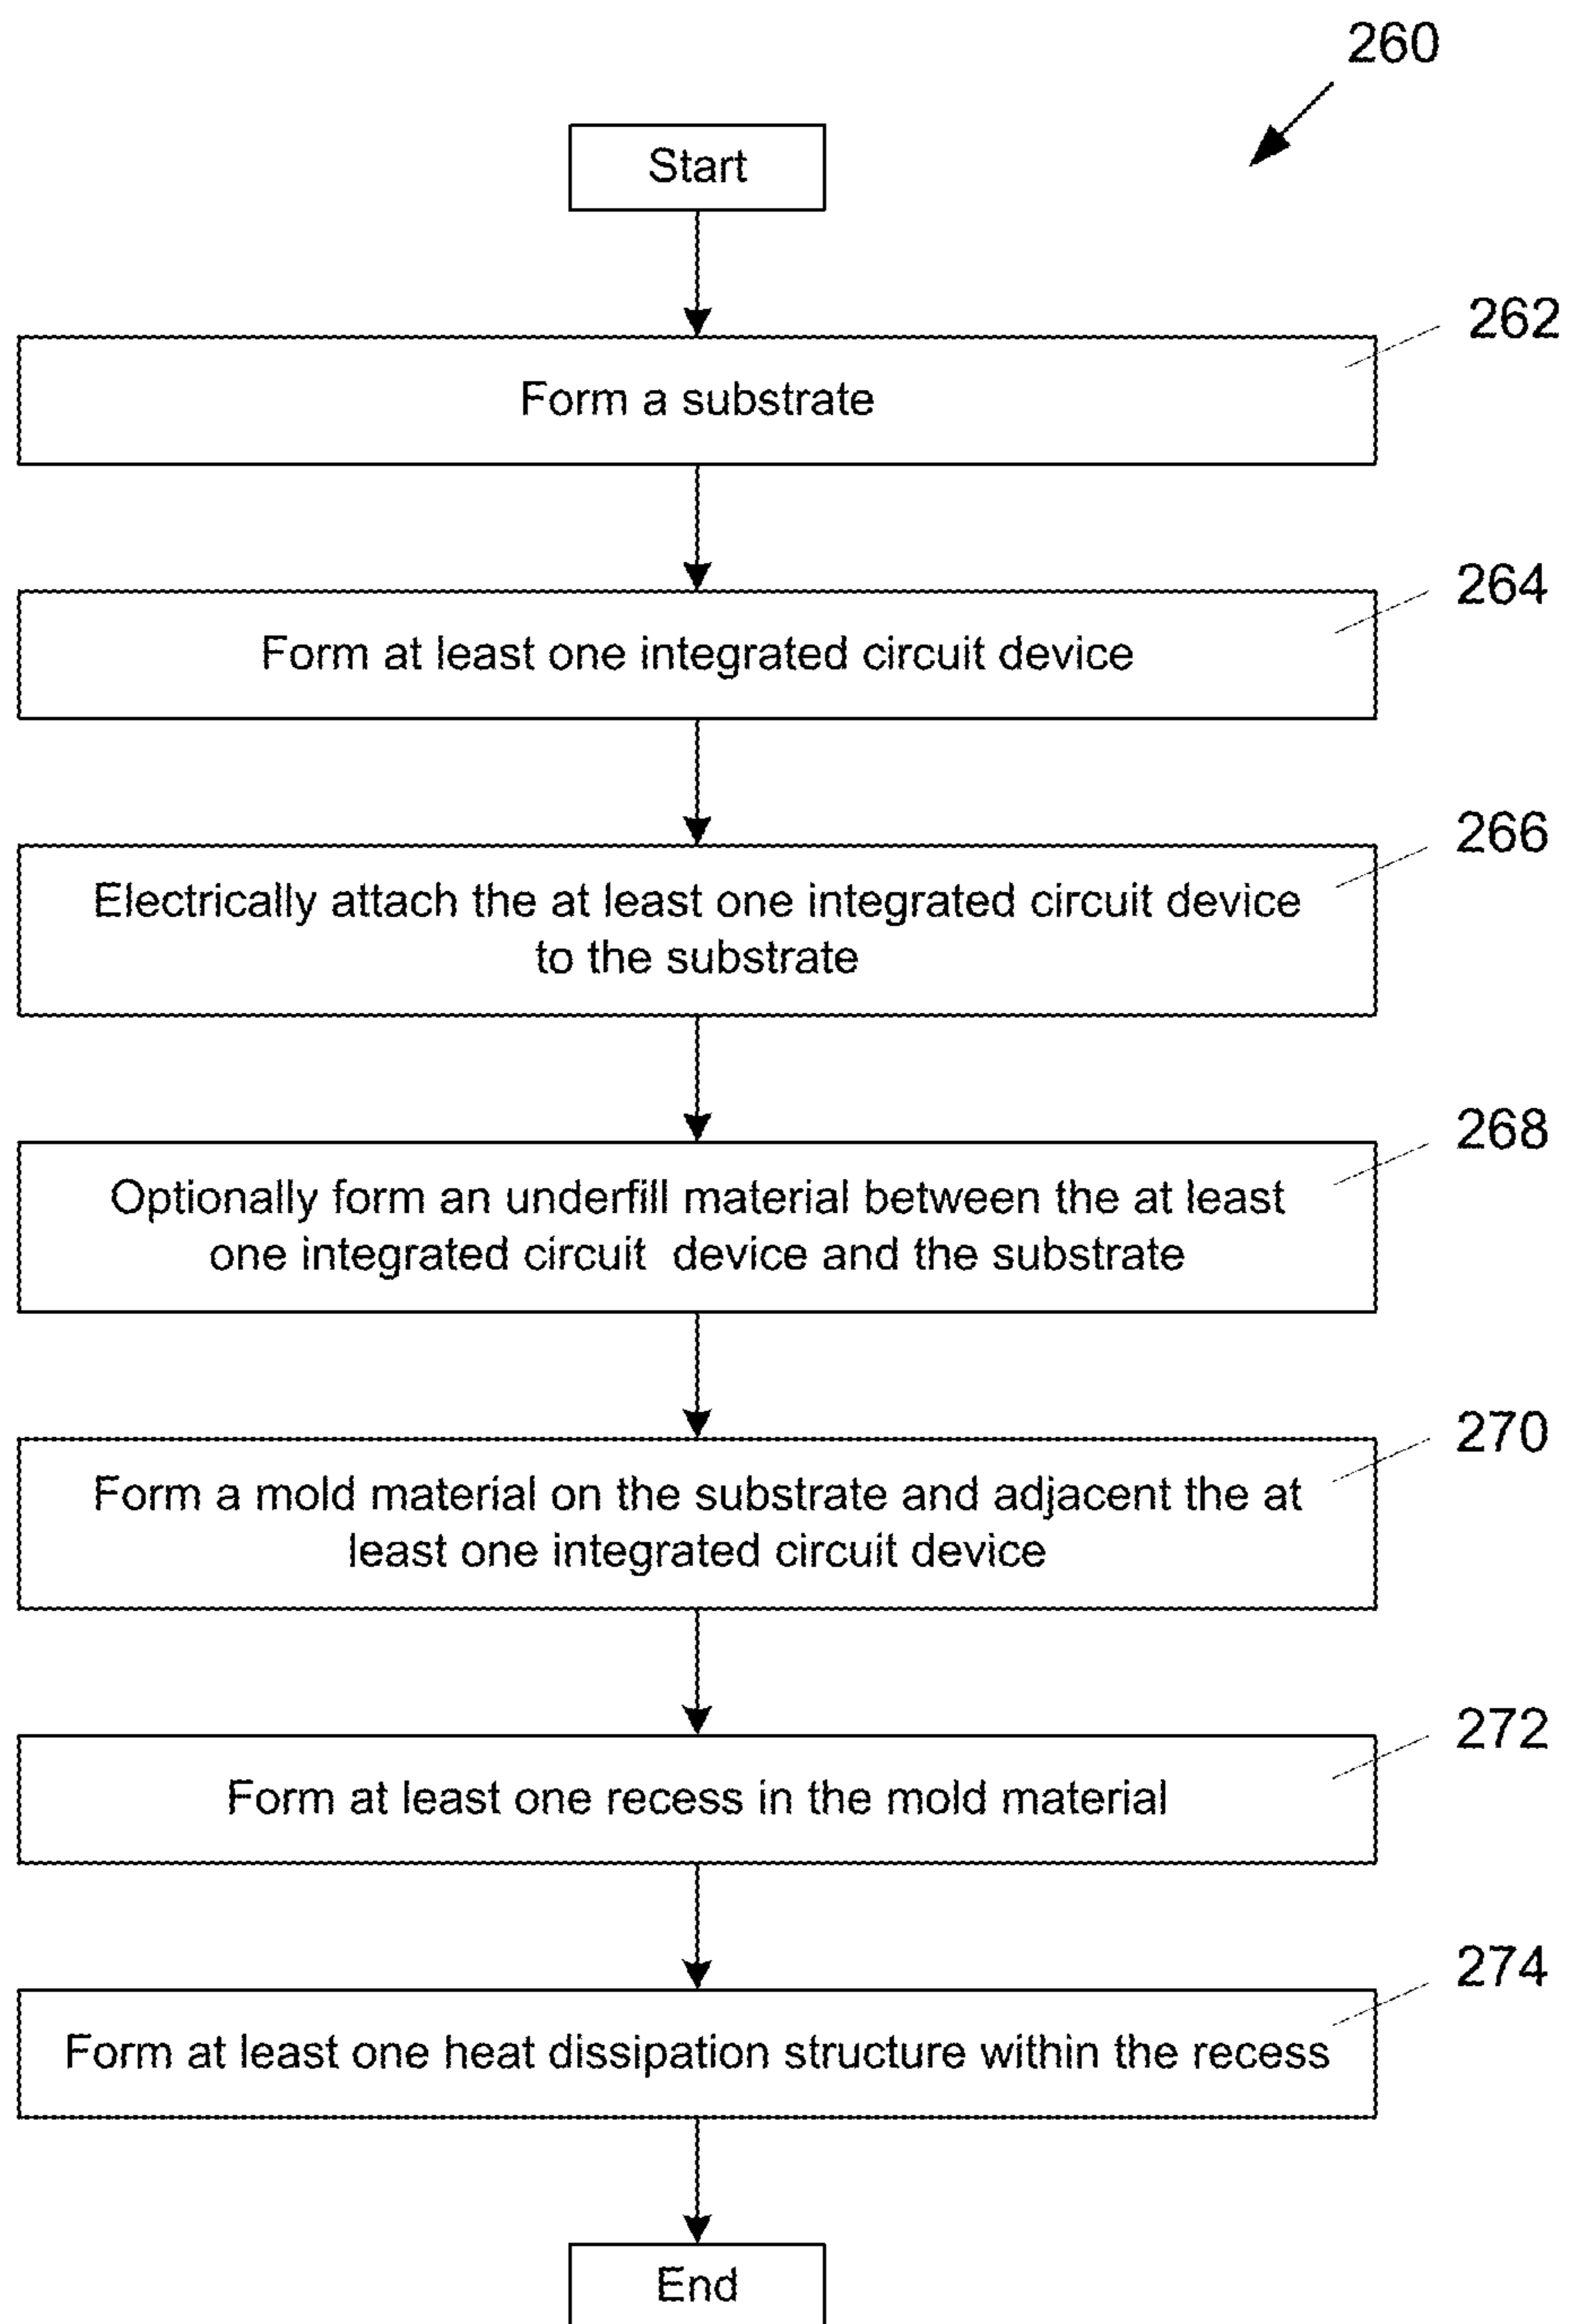 260
Start
262
Form a substrate
264
Form at least one integrated circuit device
266
Electrically attach the at least one integrated circuit device
to the substrate
268
Optionally form an underfill material between the at least
one integrated circuit  device and the substrate
270
Form a mold material on the substrate and adjacent the at
least one integrated circuit device
272
Form at least one recess in the mold material
274
Form at least one heat dissipation structure within the recess
End